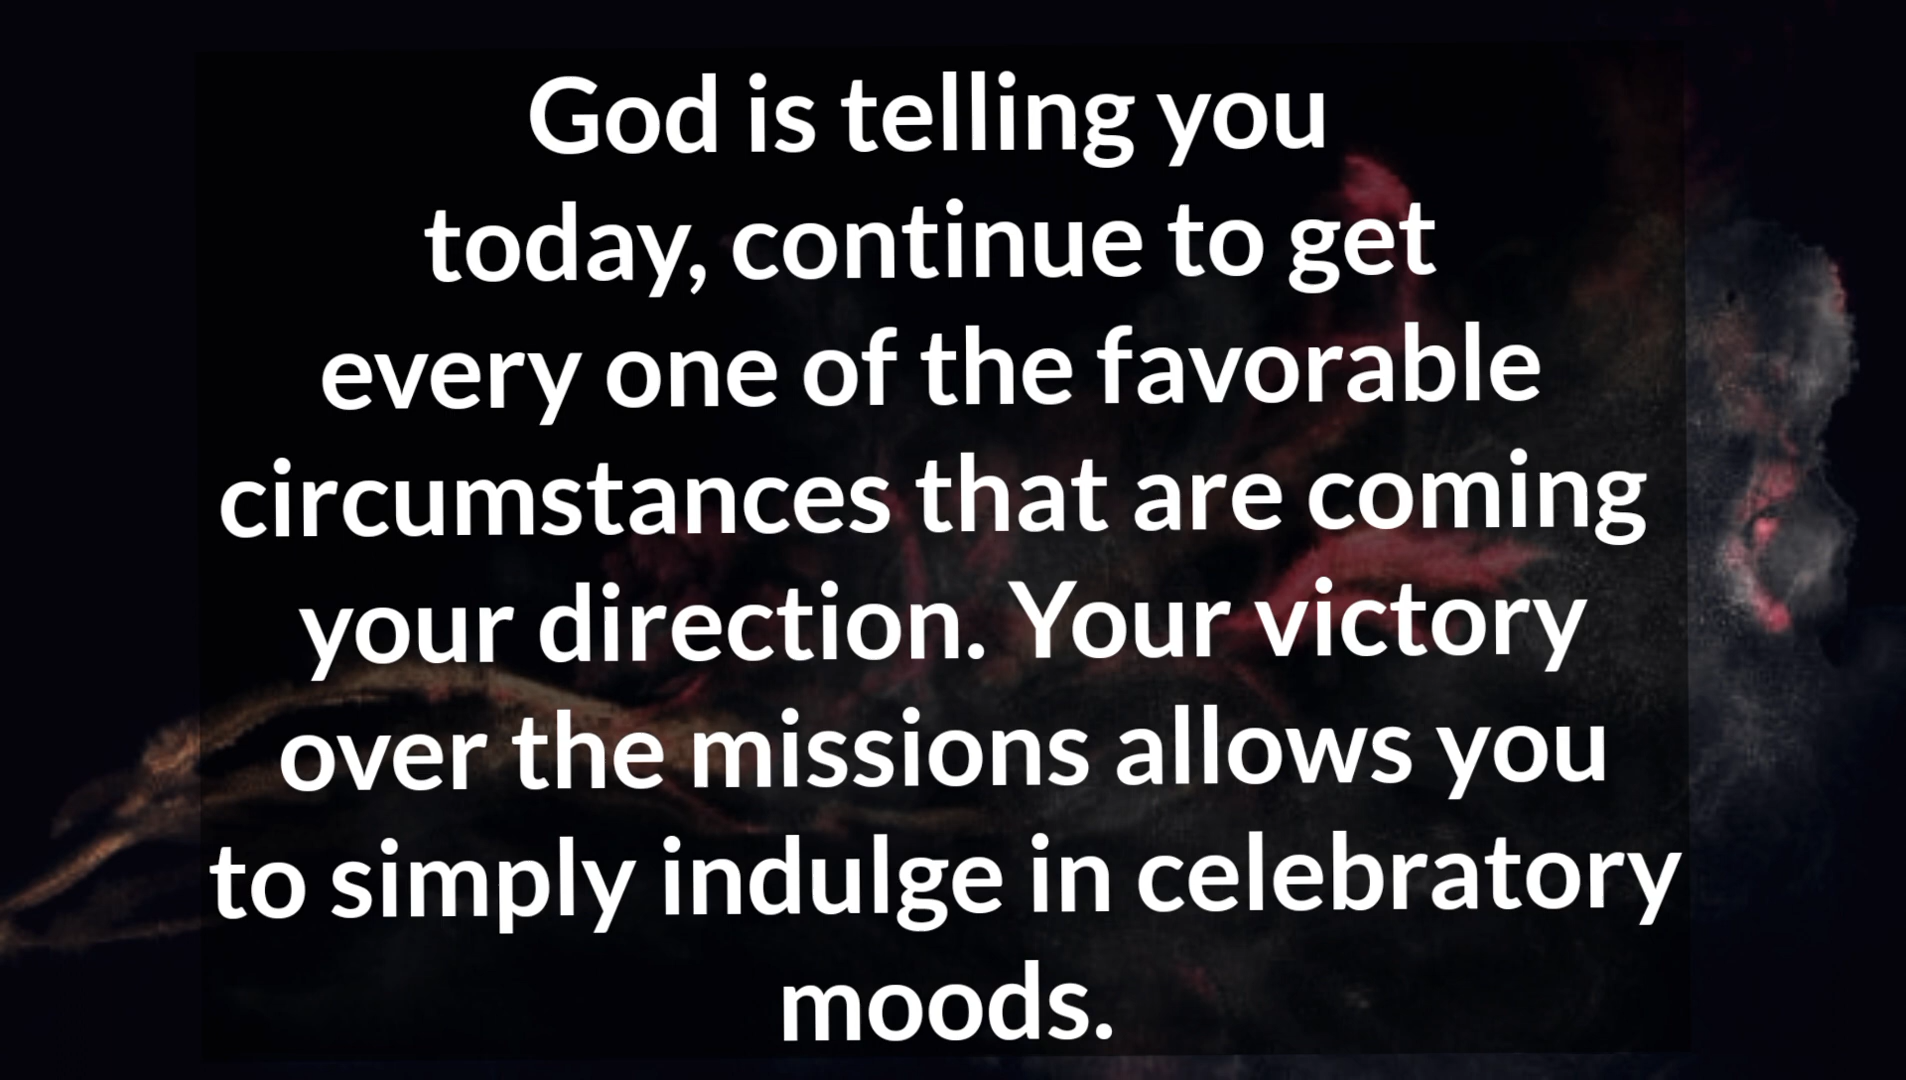 God is telling you
today, continue to get
every one of the favorable
circumstances that are coming
your direction. Your victory
over the missions allows you
to simply indulge in celebratory
moods.